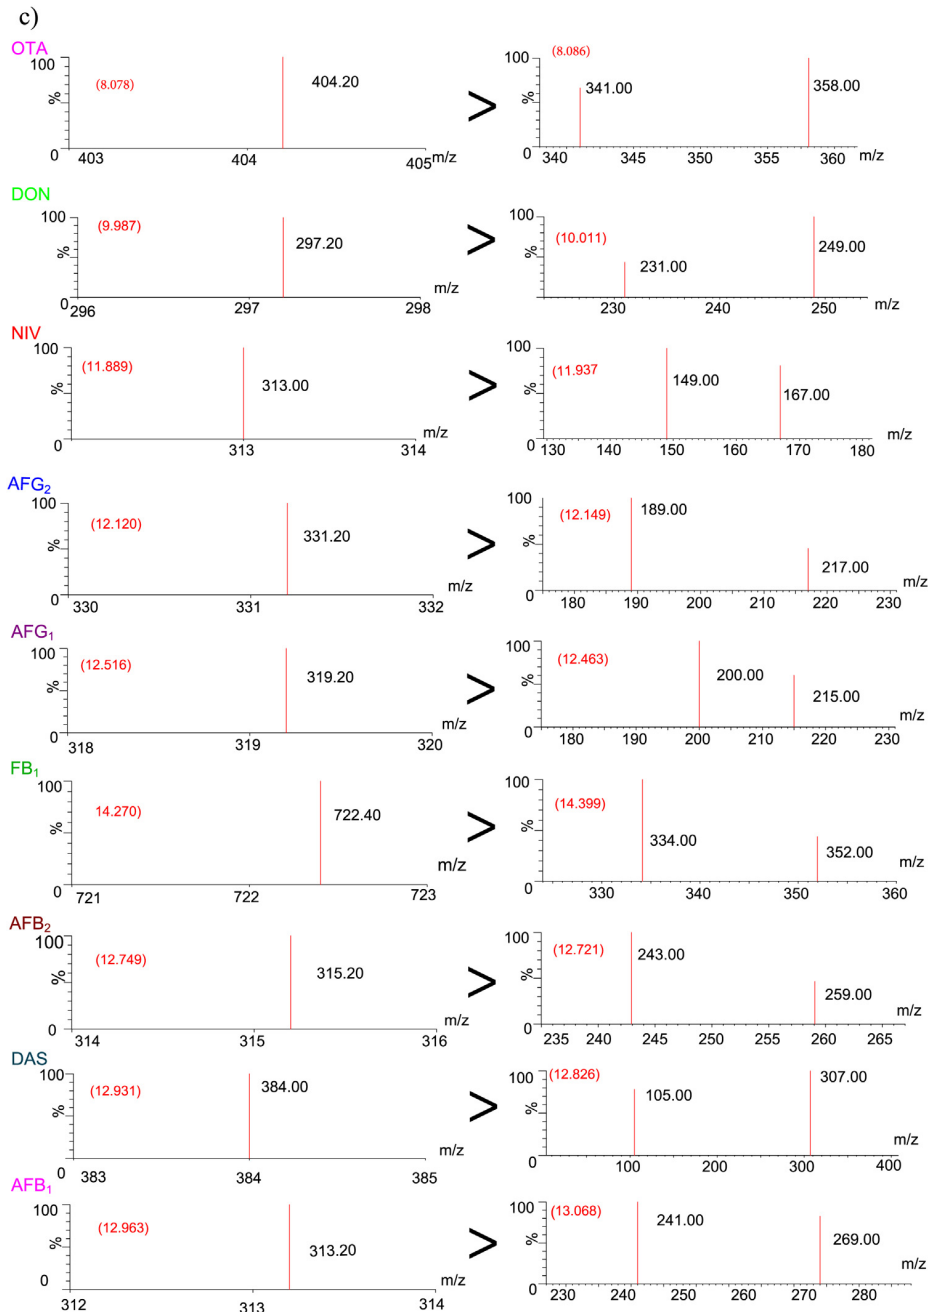 c)
OTA
100 % 0 (8.078) 404.20 403 404 405 m/z
>
100 % 0 (8.086) 341.00 358.00 340 345 350 355 360 m/z
DON
100 % 0 (9.987) 297.20 296 297 298 m/z
>
100 % 0 (10.011) 231.00 249.00 230 240 250 m/z
NIV
100 % 0 (11.889) 313.00 313 314 m/z
>
100 % 0 (11.937 149.00 167.00 130 140 150 160 170 180 m/z
AFG2
100 % 0 (12.120) 331.20 330 331 332 m/z
>
100 % 0 (12.149) 189.00 217.00 180 190 200 210 220 230 m/z
AFG1
100 % 0 (12.516) 319.20 318 319 320 m/z
>
100 % 0 (12.463) 200.00 215.00 180 190 200 210 220 230 m/z
FB1
100 % 0 14.270) 722.40 721 722 723 m/z
>
100 % 0 (14.399) 334.00 352.00 330 340 350 360 m/z
AFB2
100 % 0 (12.749) 315.20 314 315 316 m/z
>
100 % 0 (12.721) 243.00 259.00 235 240 245 250 255 260 265 m/z
DAS
100 % 0 (12.931) 384.00 383 384 385 m/z
>
100 % 0 (12.826) 105.00 307.00 100 200 300 400 m/z
AFB1
100 % 0 (12.963) 313.20 312 313 314 m/z
>
100 % 0 (13.068) 241.00 269.00 230 240 250 260 270 280 m/z